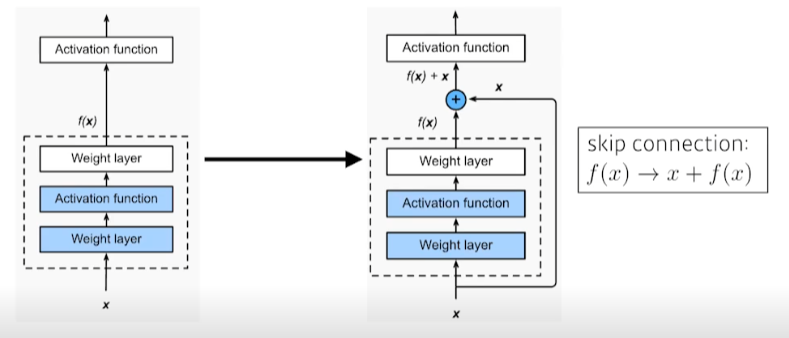 Activation function
f(x)
Weight layer
Activation function
Weight layer
x
Activation function
f(x) + x
x
+
f(x)
Weight layer
Activation function
Weight layer
x
skip connection:
f(x) → x + f(x)